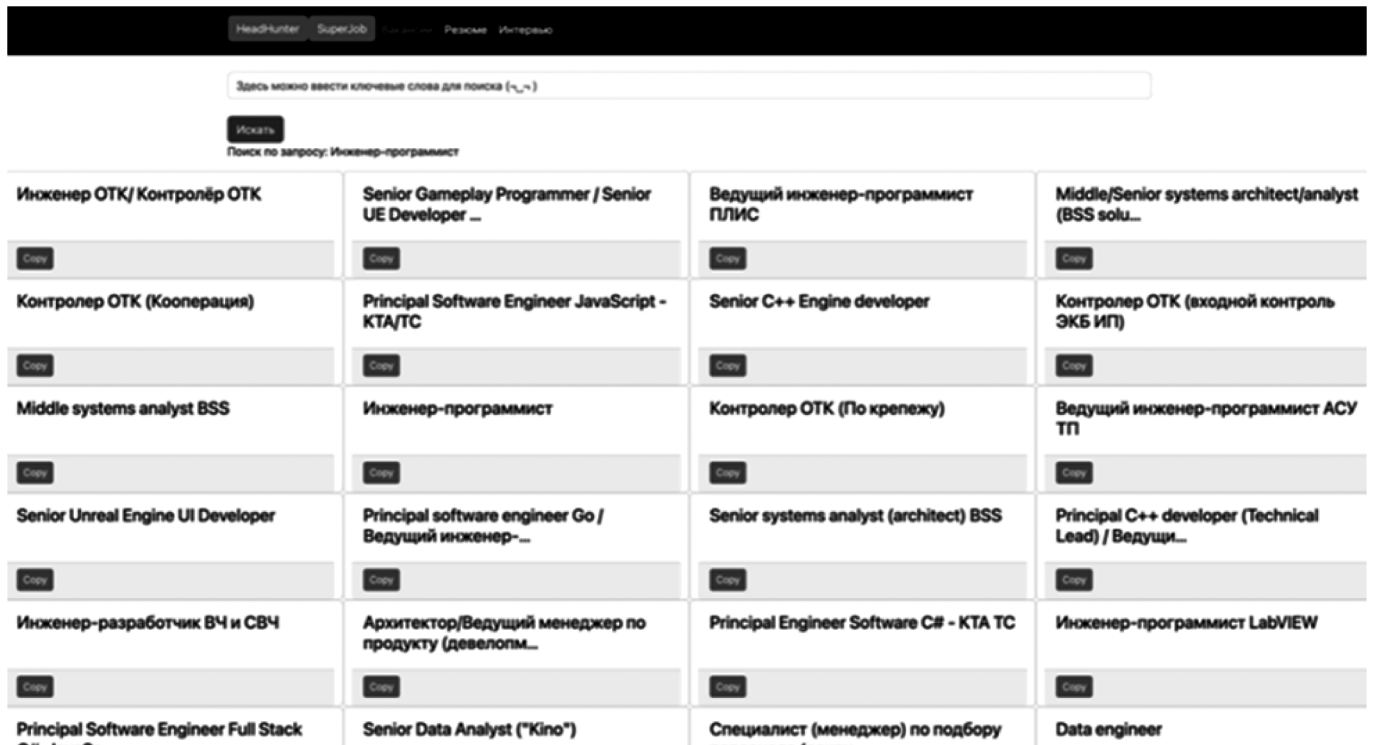 HeadHunter SuperJob Вакансии Резюме Интервью
Здесь можно ввести ключевые слова для поиска (¬_¬)
Искать
Поиск по запросу: Инженер-программист
Инженер ОТК/ Контролёр ОТК
Copy
Senior Gameplay Programmer / Senior
UE Developer ...
Copy
Ведущий инженер-программист
ПЛИС
Copy
Middle/Senior systems architect/analyst
(BSS solu...
Copy
Контролер ОТК (Кооперация)
Copy
Principal Software Engineer JavaScript -
КТА/ТС
Copy
Senior C++ Engine developer
Copy
Контролер ОТК (входной контроль
ЭКБ ИП)
Copy
Middle systems analyst BSS
Copy
Инженер-программист
Copy
Контролер ОТК (По крепежу)
Copy
Ведущий инженер-программист АСУ
ТП
Copy
Senior Unreal Engine UI Developer
Copy
Principal software engineer Go /
Ведущий инженер-...
Copy
Senior systems analyst (architect) BSS
Copy
Principal C++ developer (Technical
Lead) / Ведущи...
Copy
Инженер-разработчик ВЧ и СВЧ
Copy
Архитектор/Ведущий менеджер по
продукту (девелопм...
Copy
Principal Engineer Software C# - КТА ТС
Copy
Инженер-программист LabVIEW
Copy
Principal Software Engineer Full Stack
Senior Data Analyst ("Kino")
Специалист (менеджер) по подбору
Data engineer